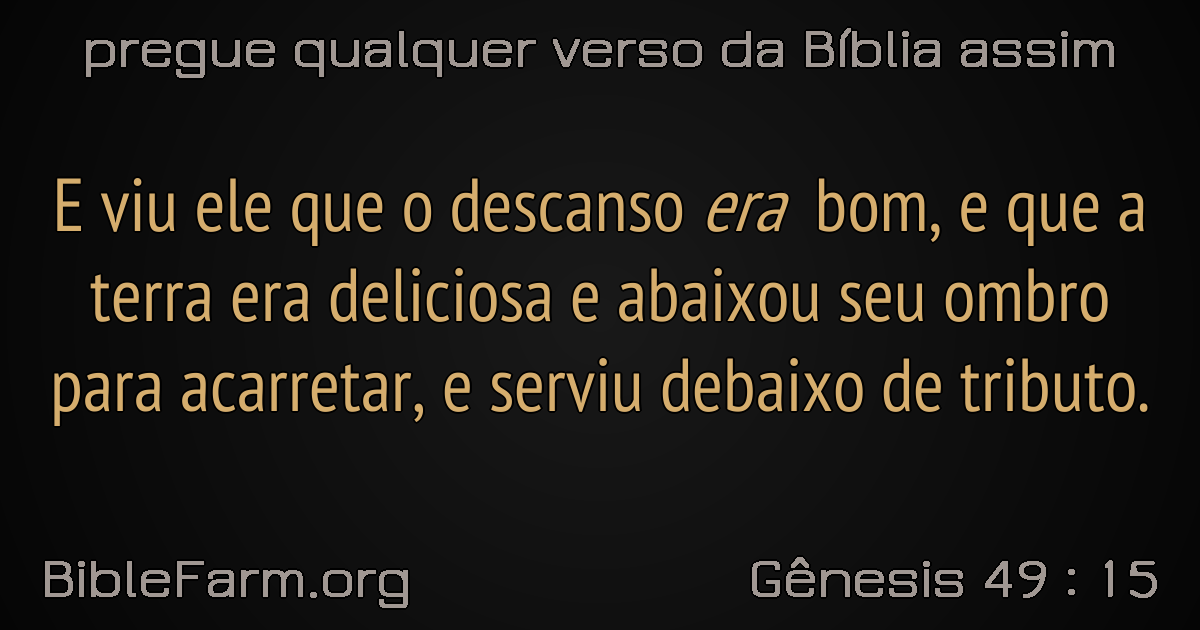 pregue qualquer verso da Bíblia assim
E viu ele que o descanso era bom, e que a
terra era deliciosa e abaixou seu ombro
para acarretar, e serviu debaixo de tributo.
BibleFarm.org
Gênesis 49 : 15